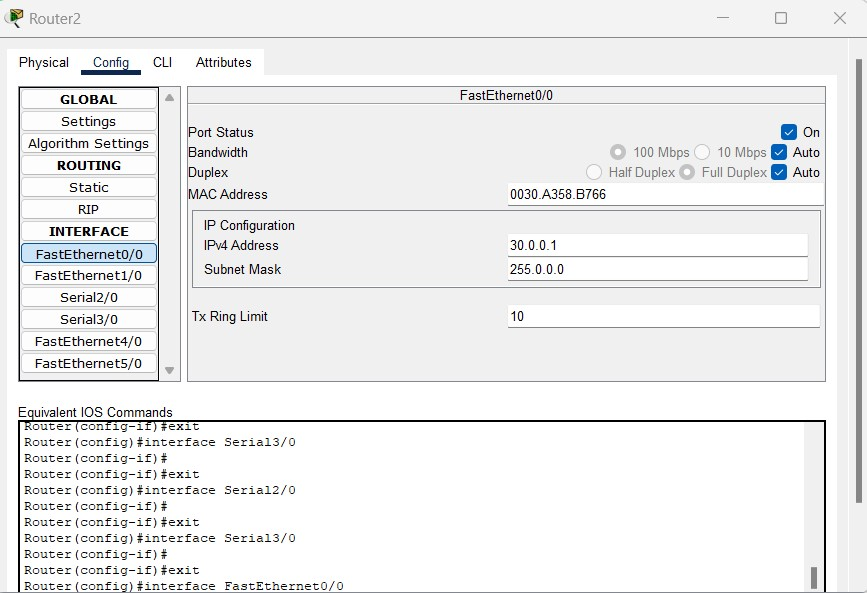 Router2
Physical Config CLI Attributes
GLOBAL
Settings
Algorithm Settings
ROUTING
Static
RIP
INTERFACE
FastEthernet0/0
FastEthernet1/0
Serial2/0
Serial3/0
FastEthernet4/0
FastEthernet5/0
FastEthernet0/0
Port Status On
Bandwidth 100 Mbps 10 Mbps Auto
Duplex Half Duplex Full Duplex Auto
MAC Address 0030.A358.B766
IP Configuration
IPv4 Address 30.0.0.1
Subnet Mask 255.0.0.0
Tx Ring Limit 10
Equivalent IOS Commands
Router(config-if)#exit
Router(config)#interface Serial3/0
Router(config-if)#
Router(config-if)#exit
Router(config)#interface Serial2/0
Router(config-if)#
Router(config-if)#exit
Router(config)#interface Serial3/0
Router(config-if)#
Router(config-if)#exit
Router(config)#interface FastEthernet0/0